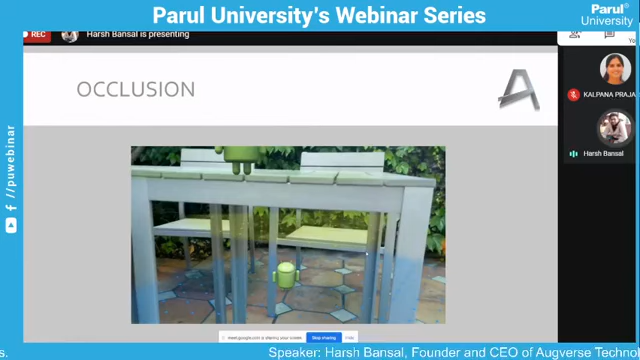 Parul University's Webinar Series
Parul®
University
REC
Harsh Bansal is presenting
Yo
OCCLUSION
KALPANA PRAJA
Harsh Bansal
/puwebinar
meet.google.com is sharing your screen.
Stop sharing
Hide
s.
Speaker: Harsh Bansal, Founder and CEO of Augverse Techno